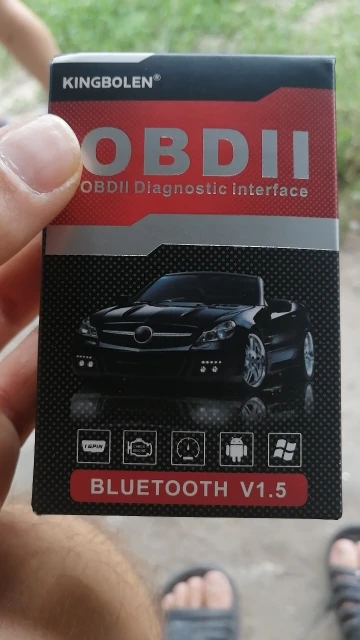 KINGBOLEN®
OBDII
OBDII Diagnostic interface
16PIN
BLUETOOTH V1.5